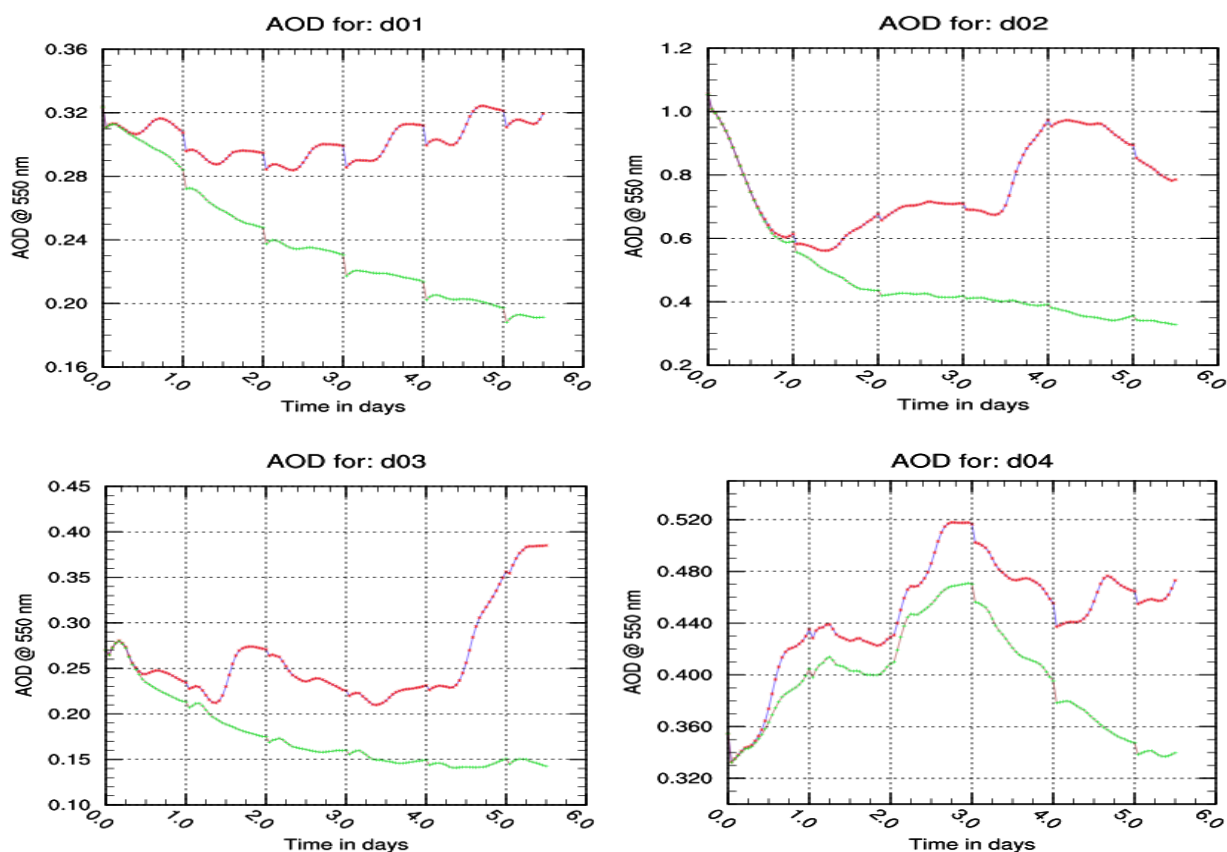 AOD for: d01
0.36
0.32
0.28
0.24
0.20
0.16
AOD @ 550 nm
0.0 1.0 2.0 3.0 4.0 5.0 6.0
Time in days
AOD for: d02
1.2
1.0
0.8
0.6
0.4
0.2
AOD @ 550 nm
0.0 1.0 2.0 3.0 4.0 5.0 6.0
Time in days
AOD for: d03
0.45
0.40
0.35
0.30
0.25
0.20
0.15
0.10
AOD @ 550 nm
0.0 1.0 2.0 3.0 4.0 5.0 6.0
Time in days
AOD for: d04
0.520
0.480
0.440
0.400
0.360
0.320
AOD @ 550 nm
0.0 1.0 2.0 3.0 4.0 5.0 6.0
Time in days